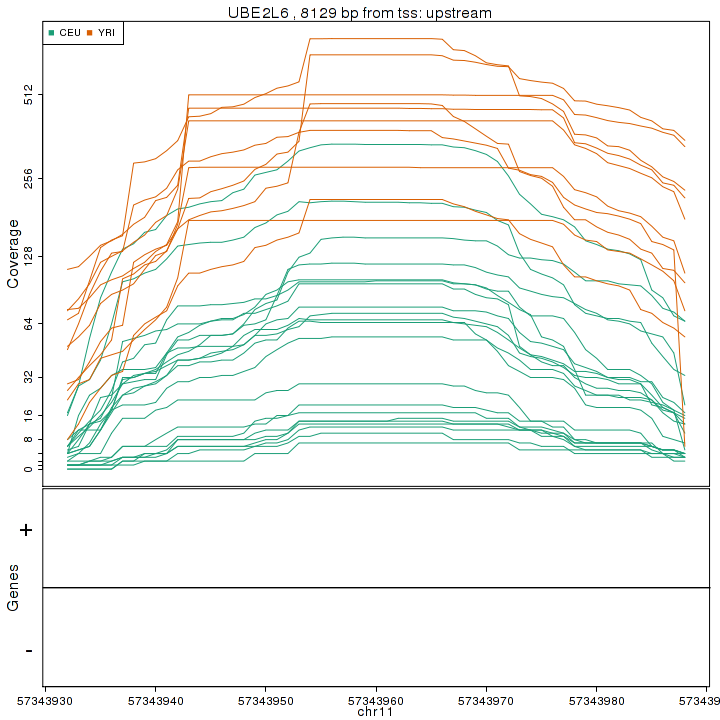 UBE2L6 , 8129 bp from tss: upstream
CEU YRI
512
256
128
64
32
16
8
0
Coverage
+
-
Genes
57343930 57343940 57343950 57343960 57343970 57343980 573439
chr11